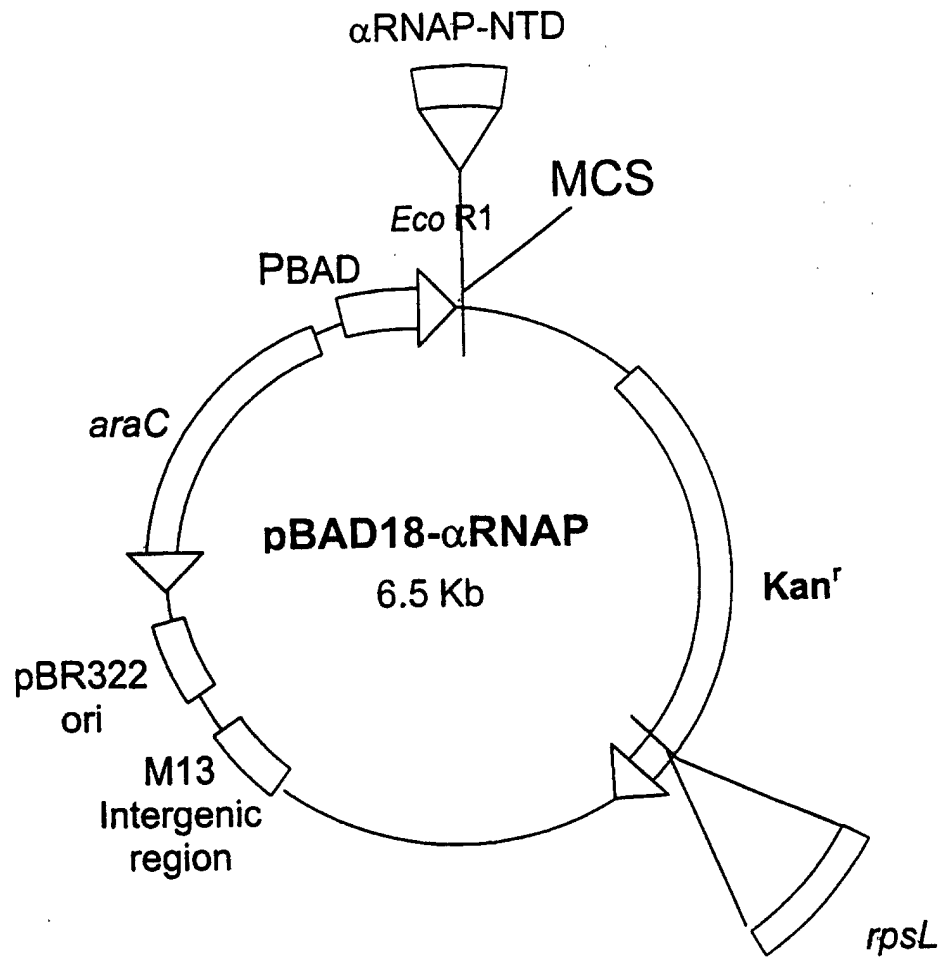 αRNAP-NTD
MCS
Eco R1
PBAD
araC
pBAD18-αRNAP
6.5 Kb
Kanʳ
pBR322
ori
M13
Intergenic
region
rpsL